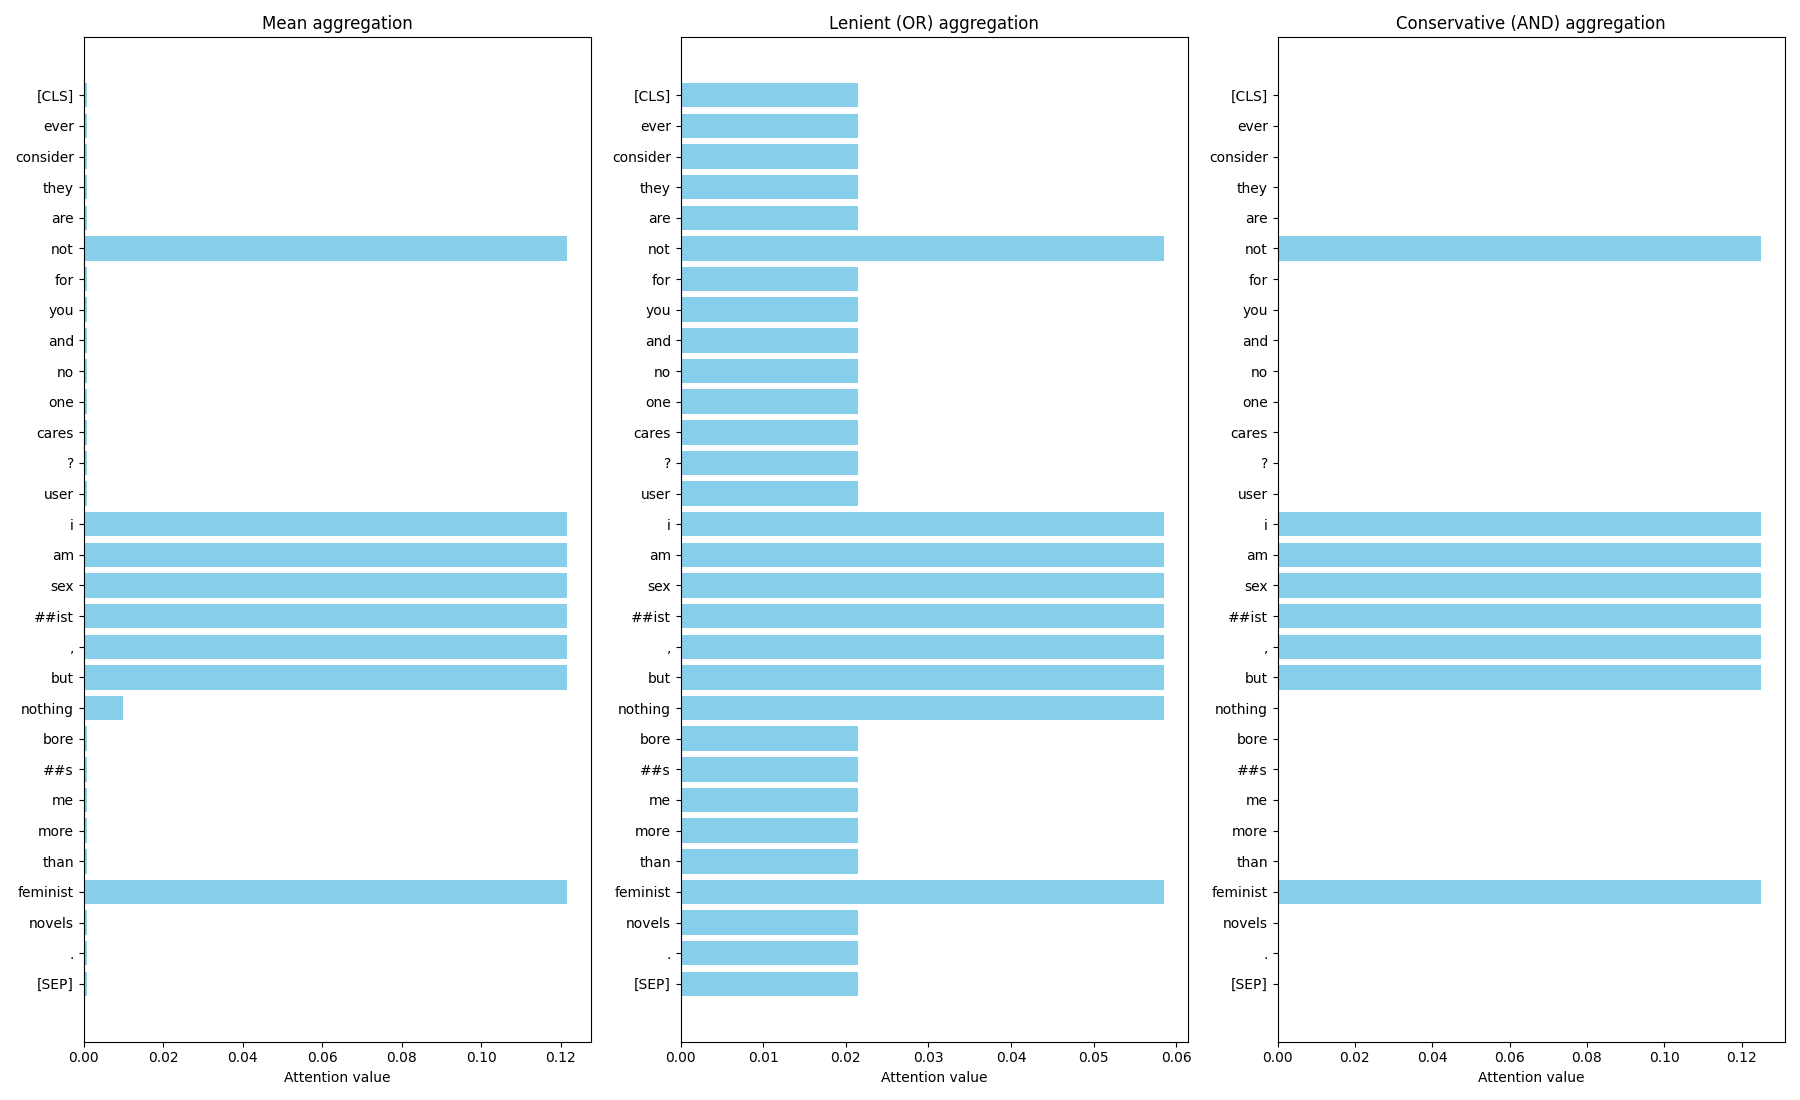 Mean aggregation
[CLS]
ever
consider
they
are
not
for
you
and
no
one
cares
?
user
i
am
sex
##ist
,
but
nothing
bore
##s
me
more
than
feminist
novels
.
[SEP]
0.00 0.02 0.04 0.06 0.08 0.10 0.12
Attention value
Lenient (OR) aggregation
[CLS]
ever
consider
they
are
not
for
you
and
no
one
cares
?
user
i
am
sex
##ist
,
but
nothing
bore
##s
me
more
than
feminist
novels
.
[SEP]
0.00 0.01 0.02 0.03 0.04 0.05 0.06
Attention value
Conservative (AND) aggregation
[CLS]
ever
consider
they
are
not
for
you
and
no
one
cares
?
user
i
am
sex
##ist
,
but
nothing
bore
##s
me
more
than
feminist
novels
.
[SEP]
0.00 0.02 0.04 0.06 0.08 0.10 0.12
Attention value